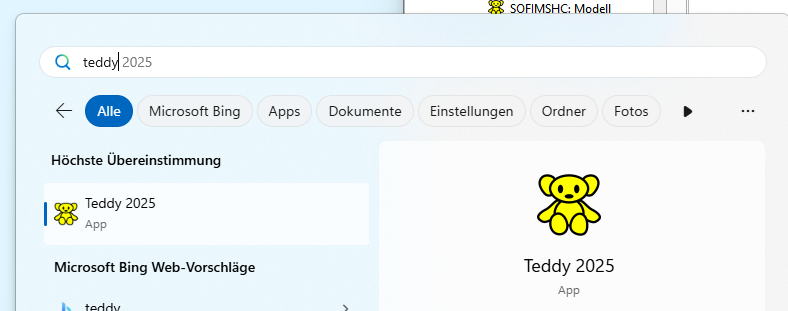 SOFIMSHC: Modell
teddy 2025
Alle Microsoft Bing Apps Dokumente Einstellungen Ordner Fotos
Höchste Übereinstimmung
Teddy 2025
App
Teddy 2025
App
Microsoft Bing Web-Vorschläge
teddy